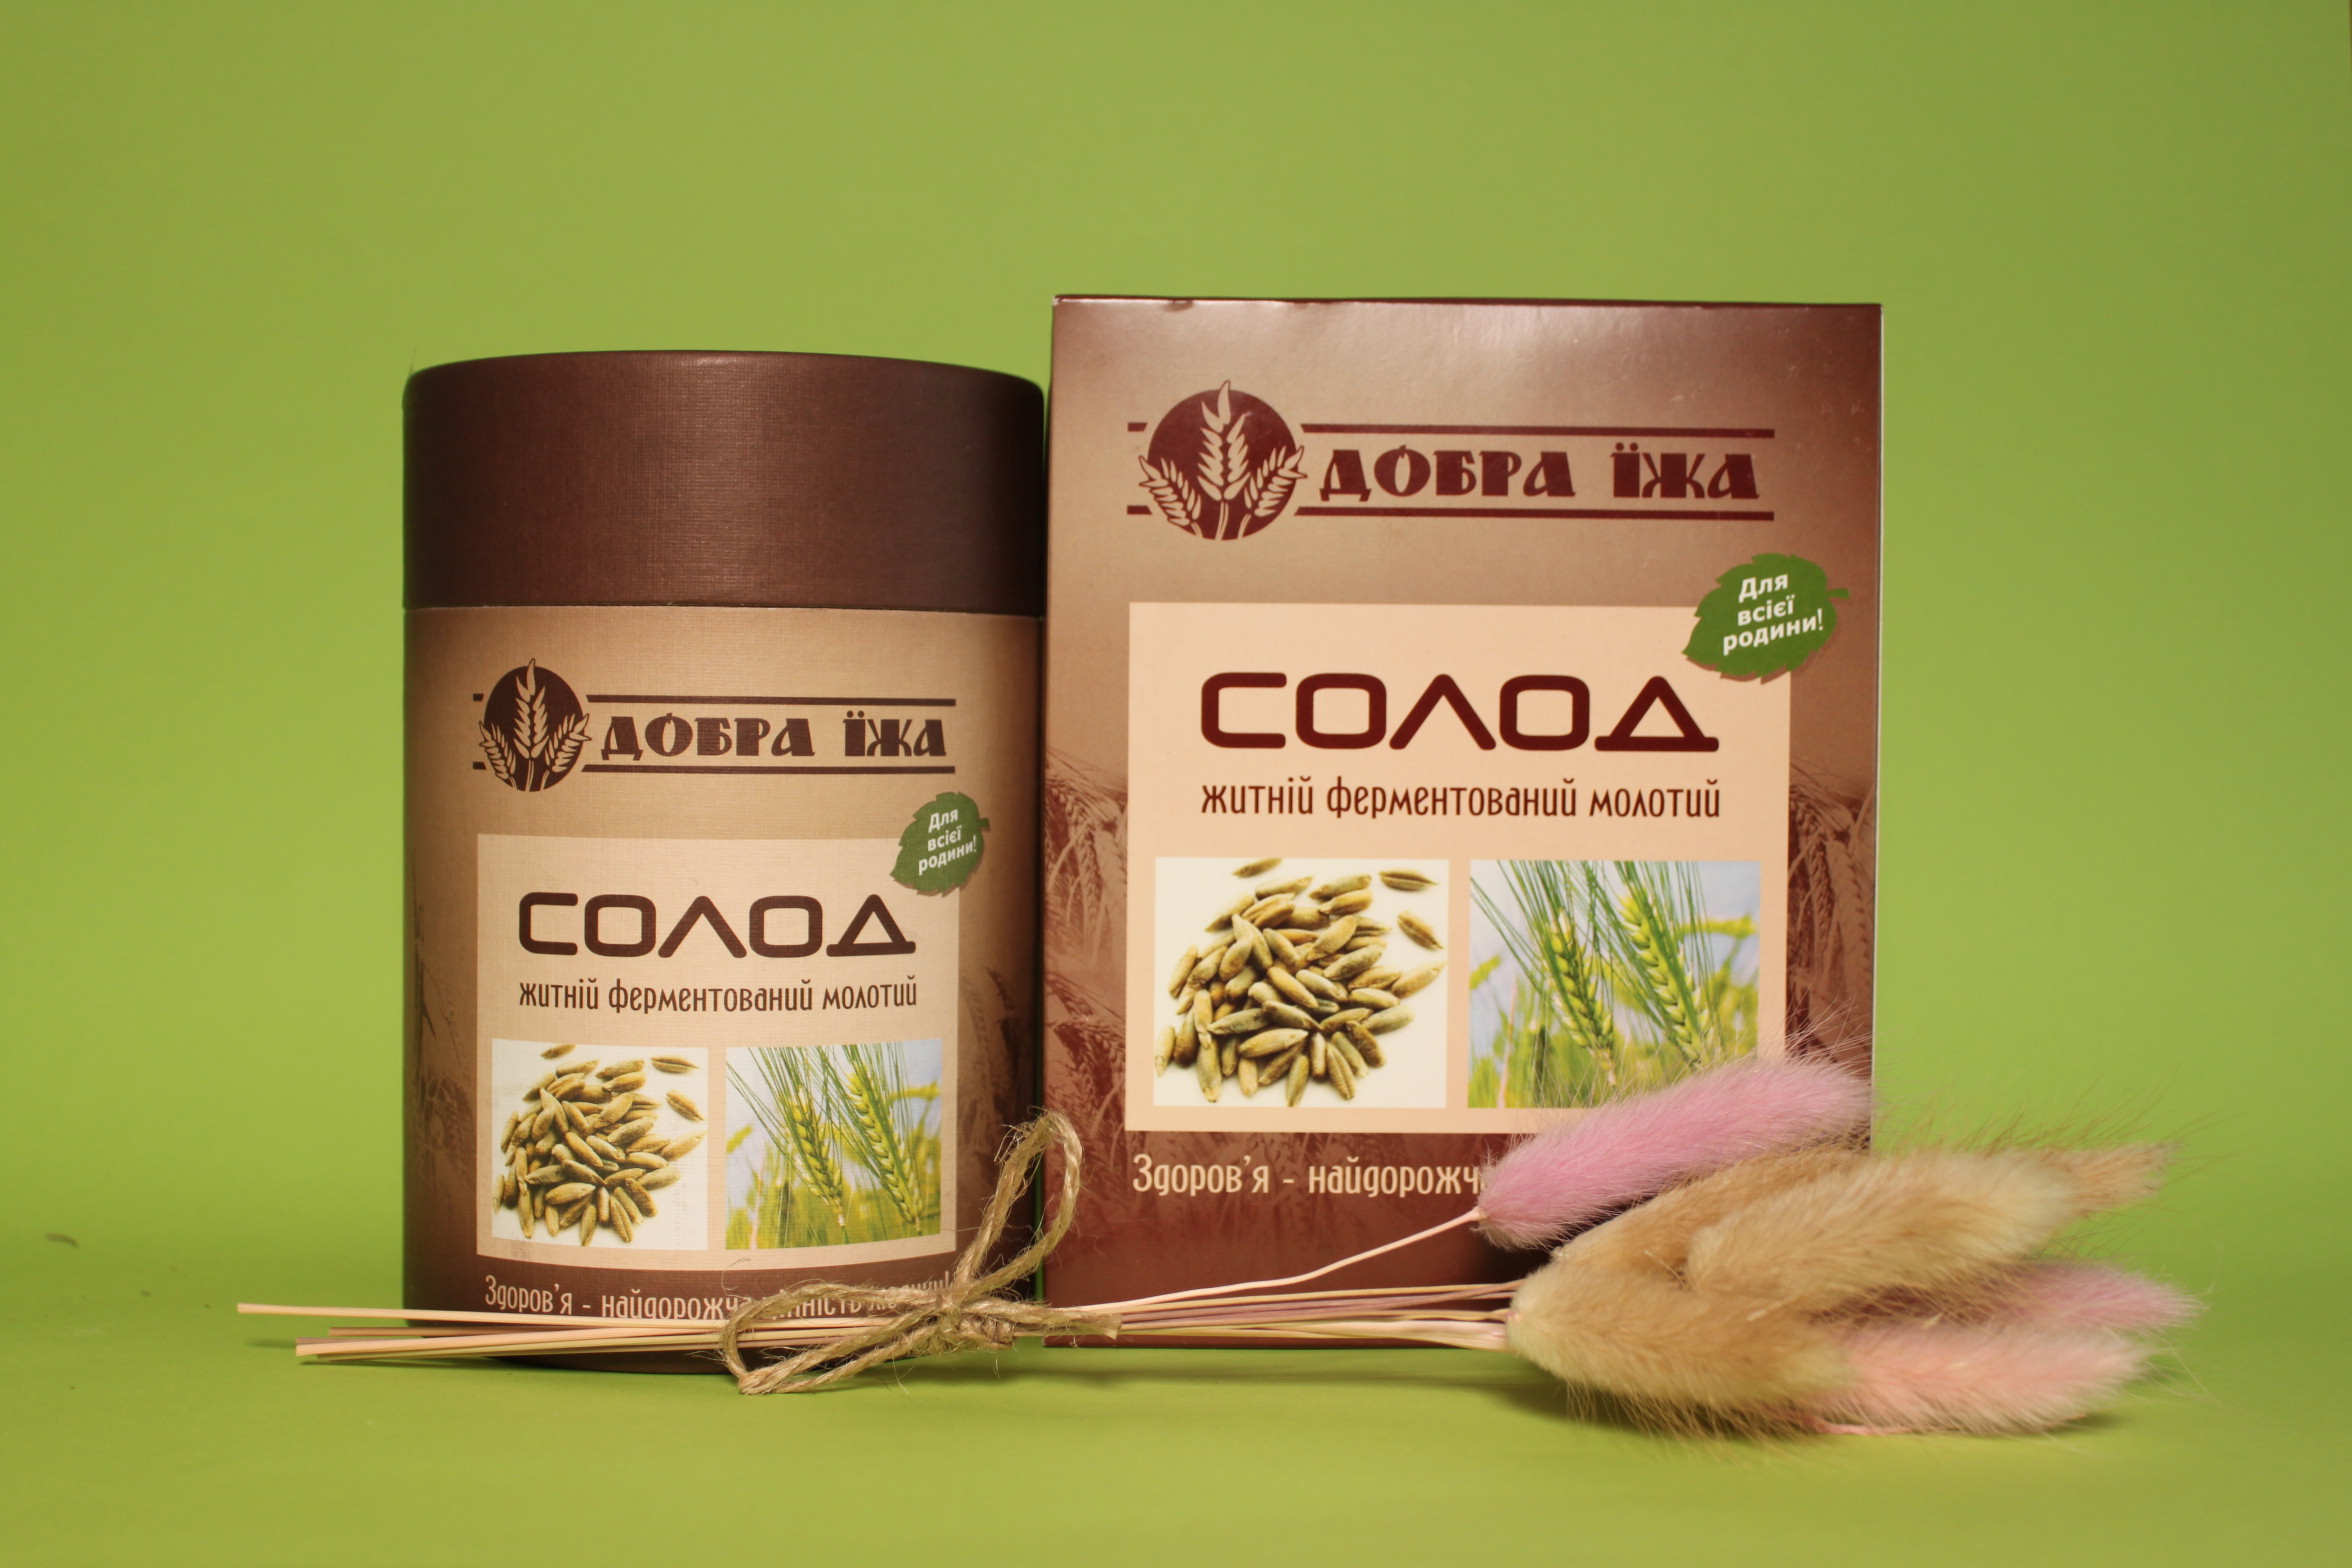 ДОБРА ЇЖА
Для
всієї
родини!
СОЛОД
житній ферментований молотий
Здоров'я - найдорожча цінність
ДОБРА ЇЖА
Для
всієї
родини!
СОЛОД
житній ферментований молотий
Здоров'я -